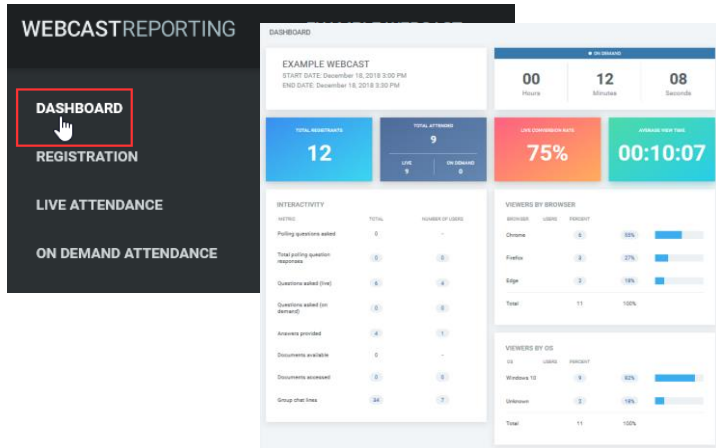 WEBCASTREPORTING
DASHBOARD
REGISTRATION
LIVE ATTENDANCE
ON DEMAND ATTENDANCE
DASHBOARD
EXAMPLE WEBCAST
START DATE: December 18, 2018 3:00 PM
END DATE: December 18, 2018 3:30 PM
ON DEMAND
00 12 08
Hours Minutes Seconds
TOTAL REGISTRANTS
12
TOTAL ATTENDED
9
LIVE ON DEMAND
9 0
LIVE CONVERSION RATE
75%
AVERAGE VIEW TIME
00:10:07
INTERACTIVITY
METRIC TOTAL NUMBER OF USERS
Polling questions asked 0 -
Total polling question
responses 0 0
Questions asked (live) 6 4
Questions asked (on
demand) 0 0
Answers provided 4 1
Documents available 0 -
Documents accessed 0 0
Group chat lines 34 7
VIEWERS BY BROWSER
BROWSER USERS PERCENT
Chrome 6 55%
Firefox 3 27%
Edge 2 18%
Total 11 100%
VIEWERS BY OS
OS USERS PERCENT
Windows 10 9 82%
Unknown 2 18%
Total 11 100%